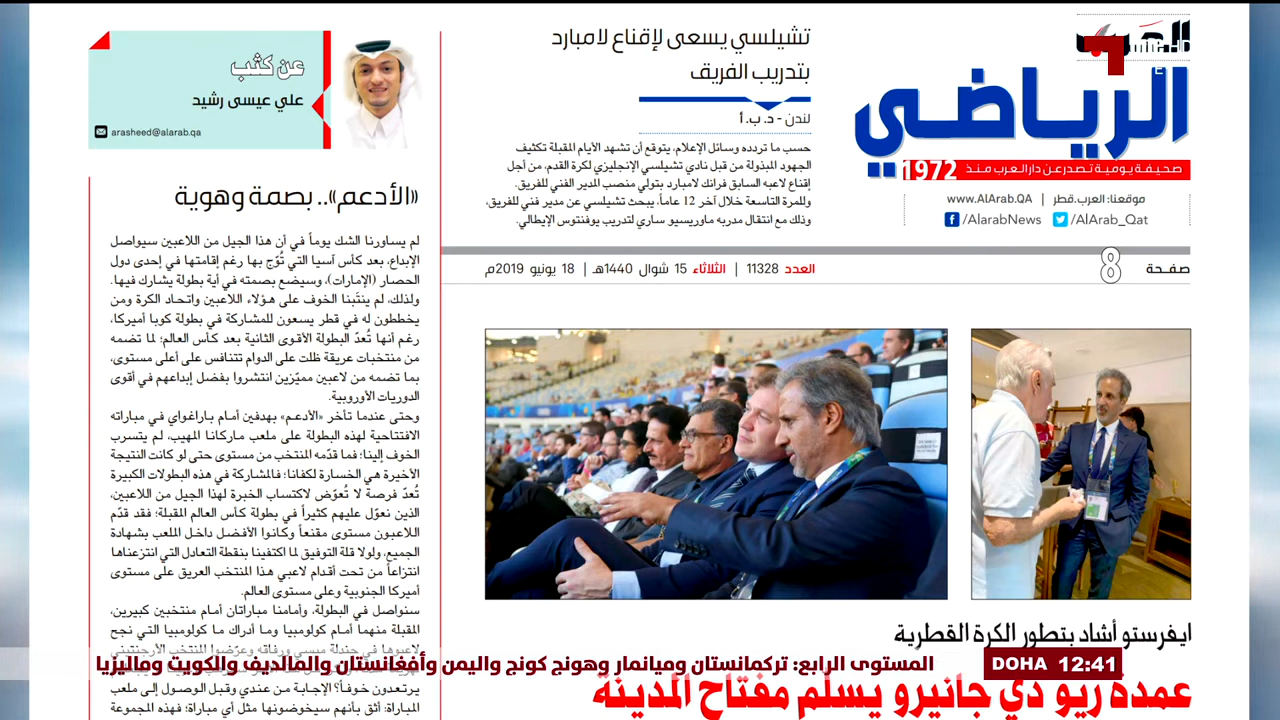 العرب
الرياضي
صحيفة يومية تصدر عن دار العرب منذ 1972
موقعنا: العرب.قطر | www.AlArab.QA
/AlarabNews /AlArab_Qat
صفحة 8
العدد 11328 | الثلاثاء 15 شوال 1440هـ | 18 يونيو 2019م
تشيلسي يسعى لإقناع لامبارد
بتدريب الفريق
لندن - د. ب. أ
حسب ما تردده وسائل الإعلام، يتوقع أن تشهد الأيام المقبلة تكثيف
الجهود المبذولة من قبل نادي تشيلسي الإنجليزي لكرة القدم، من أجل
إقناع لاعبه السابق فرانك لامبارد بتولي منصب المدير الفني للفريق.
وللمرة التاسعة خلال آخر 12 عاماً، يبحث تشيلسي عن مدير فني للفريق،
وذلك مع انتقال مدربه ماوريسيو ساري لتدريب يوفنتوس الإيطالي.
عن كثب
علي عيسى رشيد
arasheed@alarab.qa
«الأدعم».. بصمة وهوية
لم يساورنا الشك يوماً في أن هذا الجيل من اللاعبين سيواصل
الإبداع، بعد كأس آسيا التي تُوّج بها رغم إقامتها في إحدى دول
الحصار (الإمارات)، وسيضع بصمته في أية بطولة يشارك فيها.
ولذلك، لم ينتَبنا الخوف على هؤلاء اللاعبين واتحاد الكرة ومن
يخططون له في قطر يسعون للمشاركة في بطولة كوبا أميركا،
رغم أنها تُعدّ البطولة الأقوى الثانية بعد كأس العالم؛ لما تضمه
من منتخبات عريقة ظلت على الدوام تتنافس على أعلى مستوى،
بما تضمه من لاعبين مميّزين انتشروا بفضل إبداعهم في أقوى
الدوريات الأوروبية.
وحتى عندما تأخر «الأدعم» بهدفين أمام باراغواي في مباراته
الافتتاحية لهذه البطولة على ملعب ماركانا المهيب، لم يتسرب
الخوف إلينا؛ فما قدّمه المنتخب من مستوى حتى لو كانت النتيجة
الأخيرة هي الخسارة لكفانا؛ فالمشاركة في هذه البطولات الكبيرة
تُعدّ فرصة لا تُعوّض لاكتساب الخبرة لهذا الجيل من اللاعبين،
الذين نعوّل عليهم كثيراً في بطولة كأس العالم المقبلة؛ فقد قدّم
اللاعبون مستوى مقنعاً وكانوا الأفضل داخل الملعب بشهادة
الجميع، ولولا قلة التوفيق لما اكتفينا بنقطة التعادل التي انتزعناها
انتزاعاً من تحت أقدام لاعبي هذا المنتخب العريق على مستوى
أميركا الجنوبية وعلى مستوى العالم.
سنواصل في البطولة، وأمامنا مباراتان أمام منتخبين كبيرين،
المقبلة منهما أمام كولومبيا وما أدراك ما كولومبيا التي نجح
لاعبوها في جندلة ميسي ورفاقه وعرّضوا المنتخب الأرجنتيني
يرتعدون خوفاً؟ الإجابة من عندي وقبل الوصول إلى ملعب
المباراة: أثق بأنهم سيخوضونها مثل أي مباراة؛ فهذه المجموعة
ايفرستو أشاد بتطور الكرة القطرية
عمدة ريو دي جانيرو يسلم مفتاح المدينة
DOHA 12:41
المستوى الرابع: تركمانستان وميانمار وهونج كونج واليمن وأفغانستان والمالديف والكويت وماليزيا